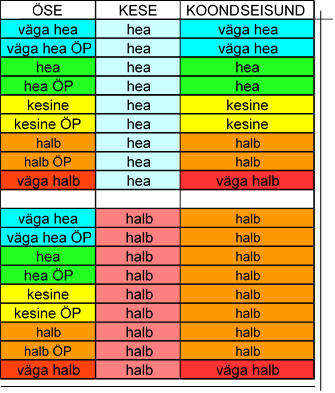 ÖSE KESE KOONDSEISUND
väga hea hea väga hea
väga hea ÖP hea väga hea
hea hea hea
hea ÖP hea hea
kesine hea kesine
kesine ÖP hea kesine
halb hea halb
halb ÖP hea halb
väga halb hea väga halb
väga hea halb halb
väga hea ÖP halb halb
hea halb halb
hea ÖP halb halb
kesine halb halb
kesine ÖP halb halb
halb halb halb
halb ÖP halb halb
väga halb halb väga halb